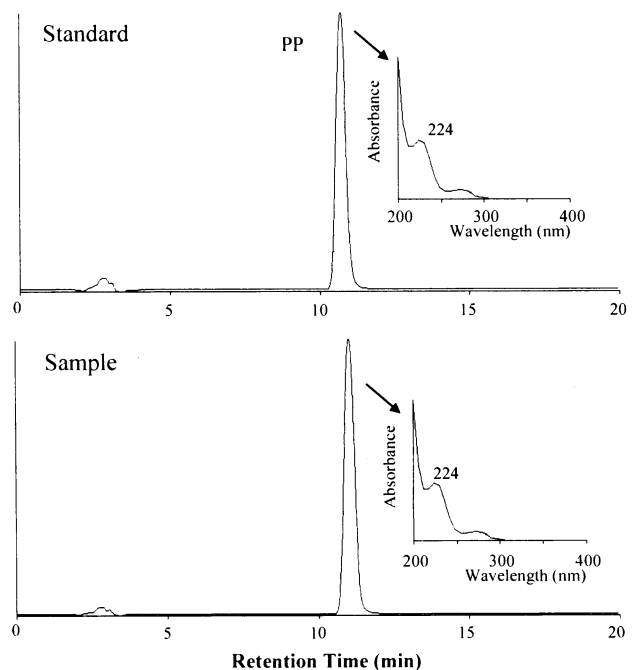 Standard
PP
Absorbance
224
200 300 400
Wavelength (nm)
0 5 10 15 20
Sample
Absorbance
224
200 300 400
Wavelength (nm)
0 5 10 15 20
Retention Time (min)